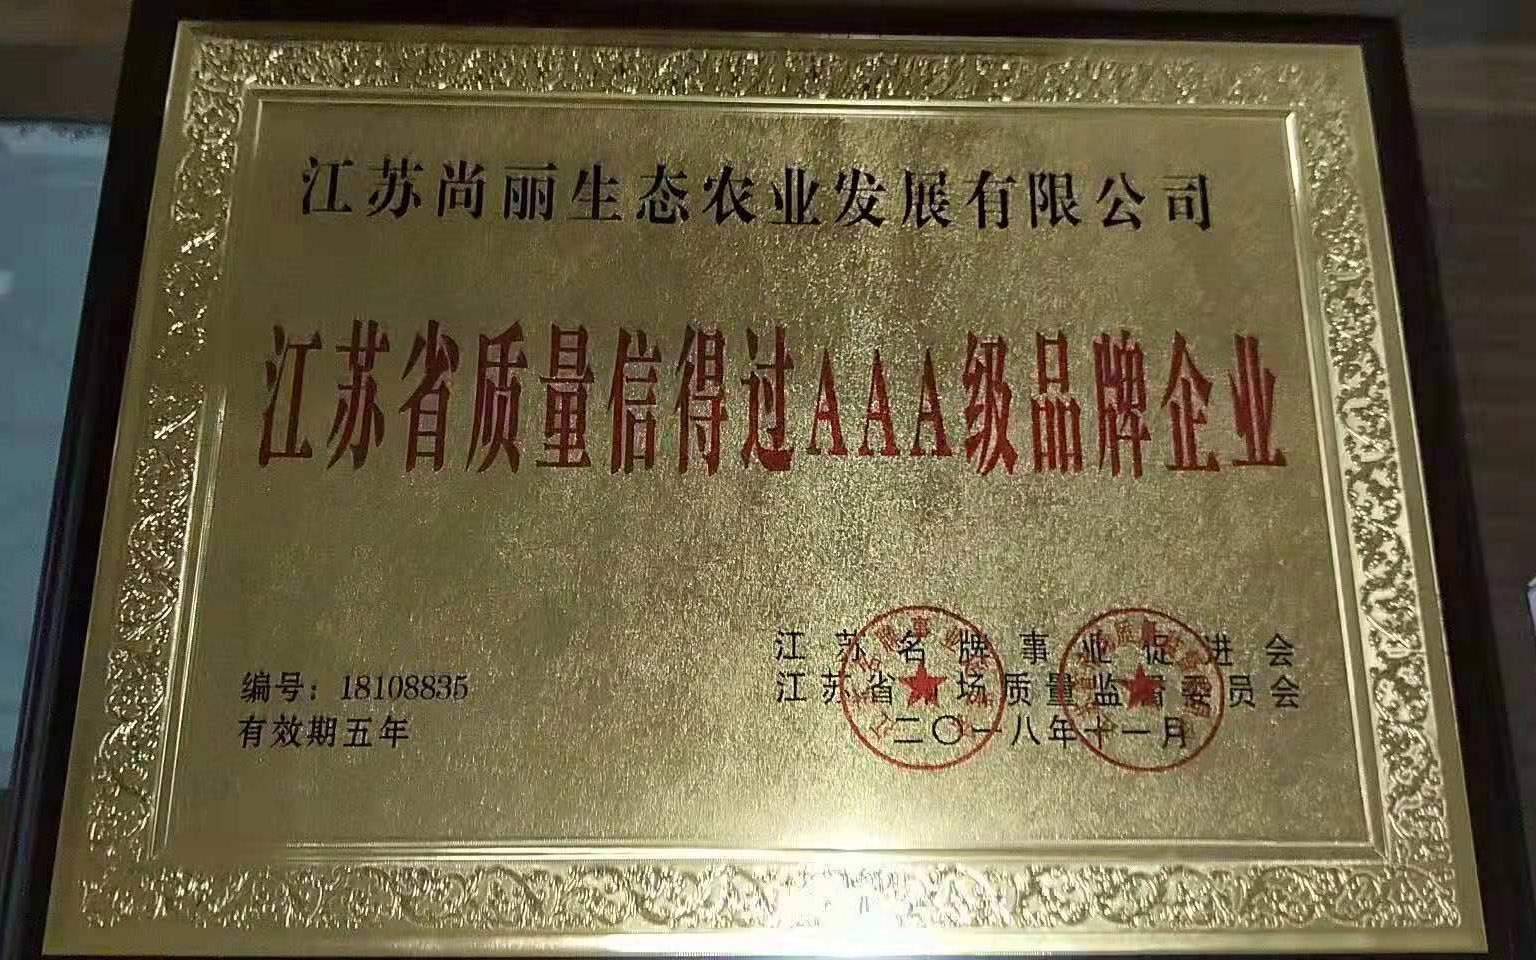 江苏尚丽生态农业发展有限公司
江苏省质量信得过AAA级品牌企业
江苏名牌事业促进会
编号：18108835
江苏省市场质量监督委员会
有效期五年
二〇一八年十一月